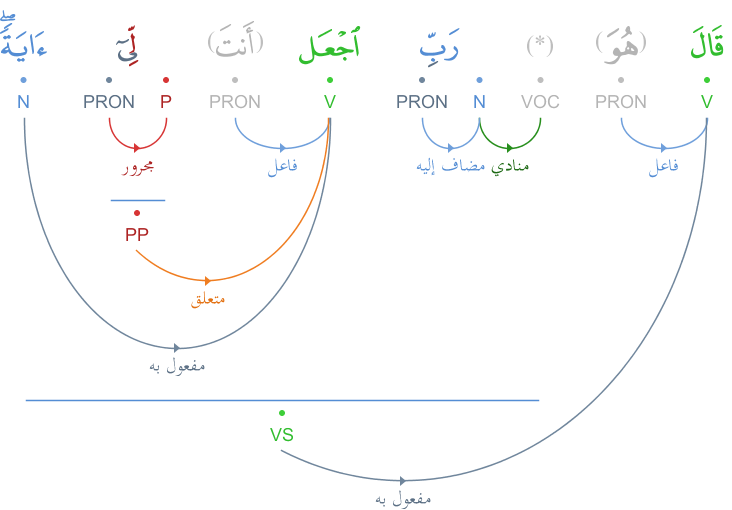 قَالَ (هُوَ) (*) رَبِّ ٱجْعَل (أَنتَ) لِّىٓ ءَايَةً ۖ
V PRON VOC N PRON V PRON P PRON N
فاعل منادي مضاف إليه فاعل مجرور
PP
متعلق
مفعول به
VS
مفعول به